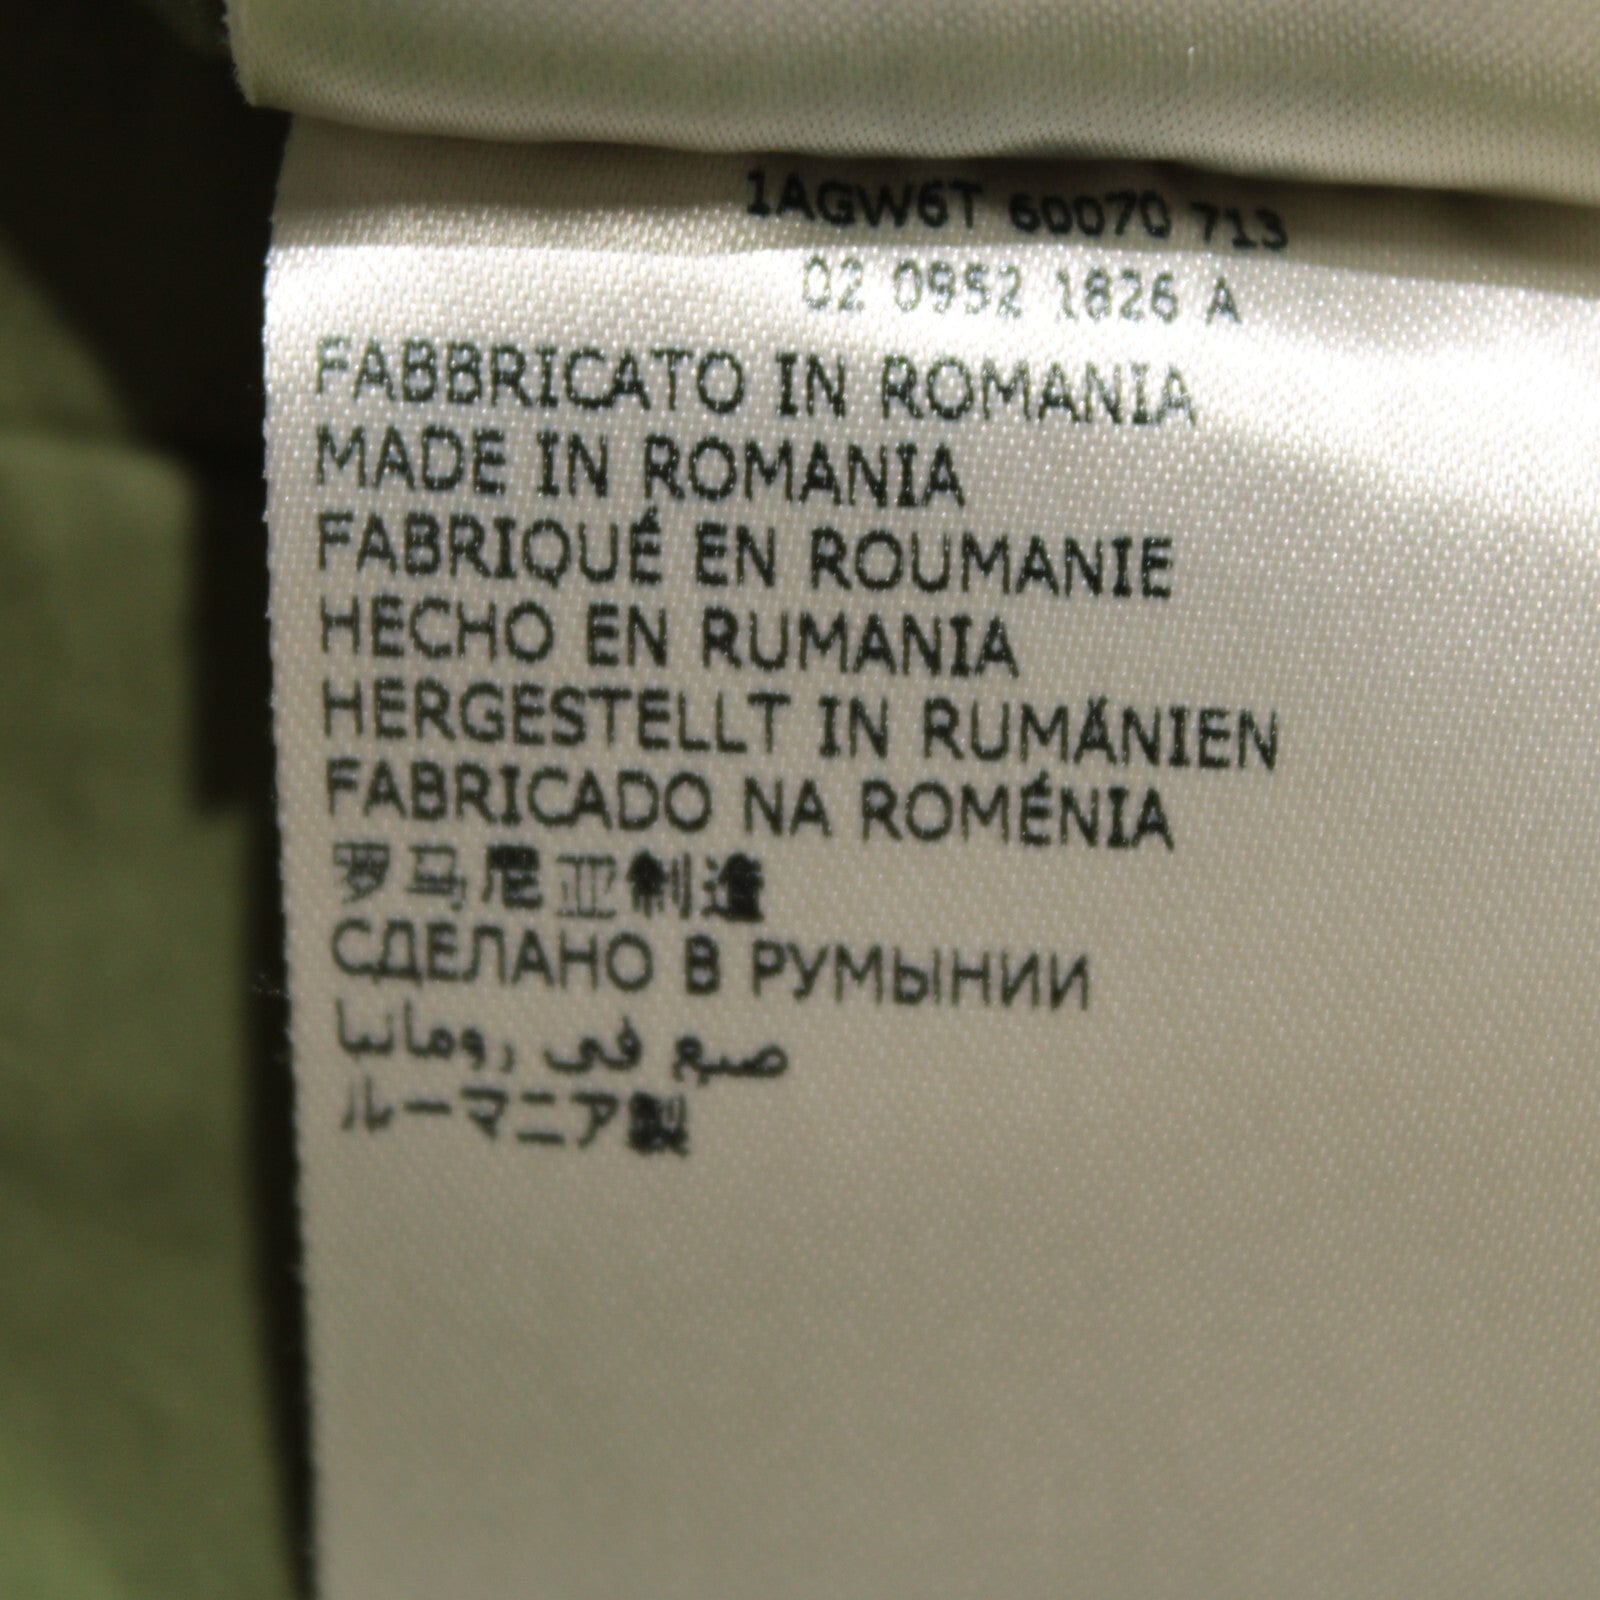 1AGW6T 60070 713
02 0952 1826 A
FABBRICATO IN ROMANIA
MADE IN ROMANIA
FABRIQUÉ EN ROUMANIE
HECHO EN RUMANIA
HERGESTELLT IN RUMÄNIEN
FABRICADO NA ROMÉNIA
罗马尼亚制造
СДЕЛАНО В РУМЫНИИ
صنع في رومانيا
ルーマニア製